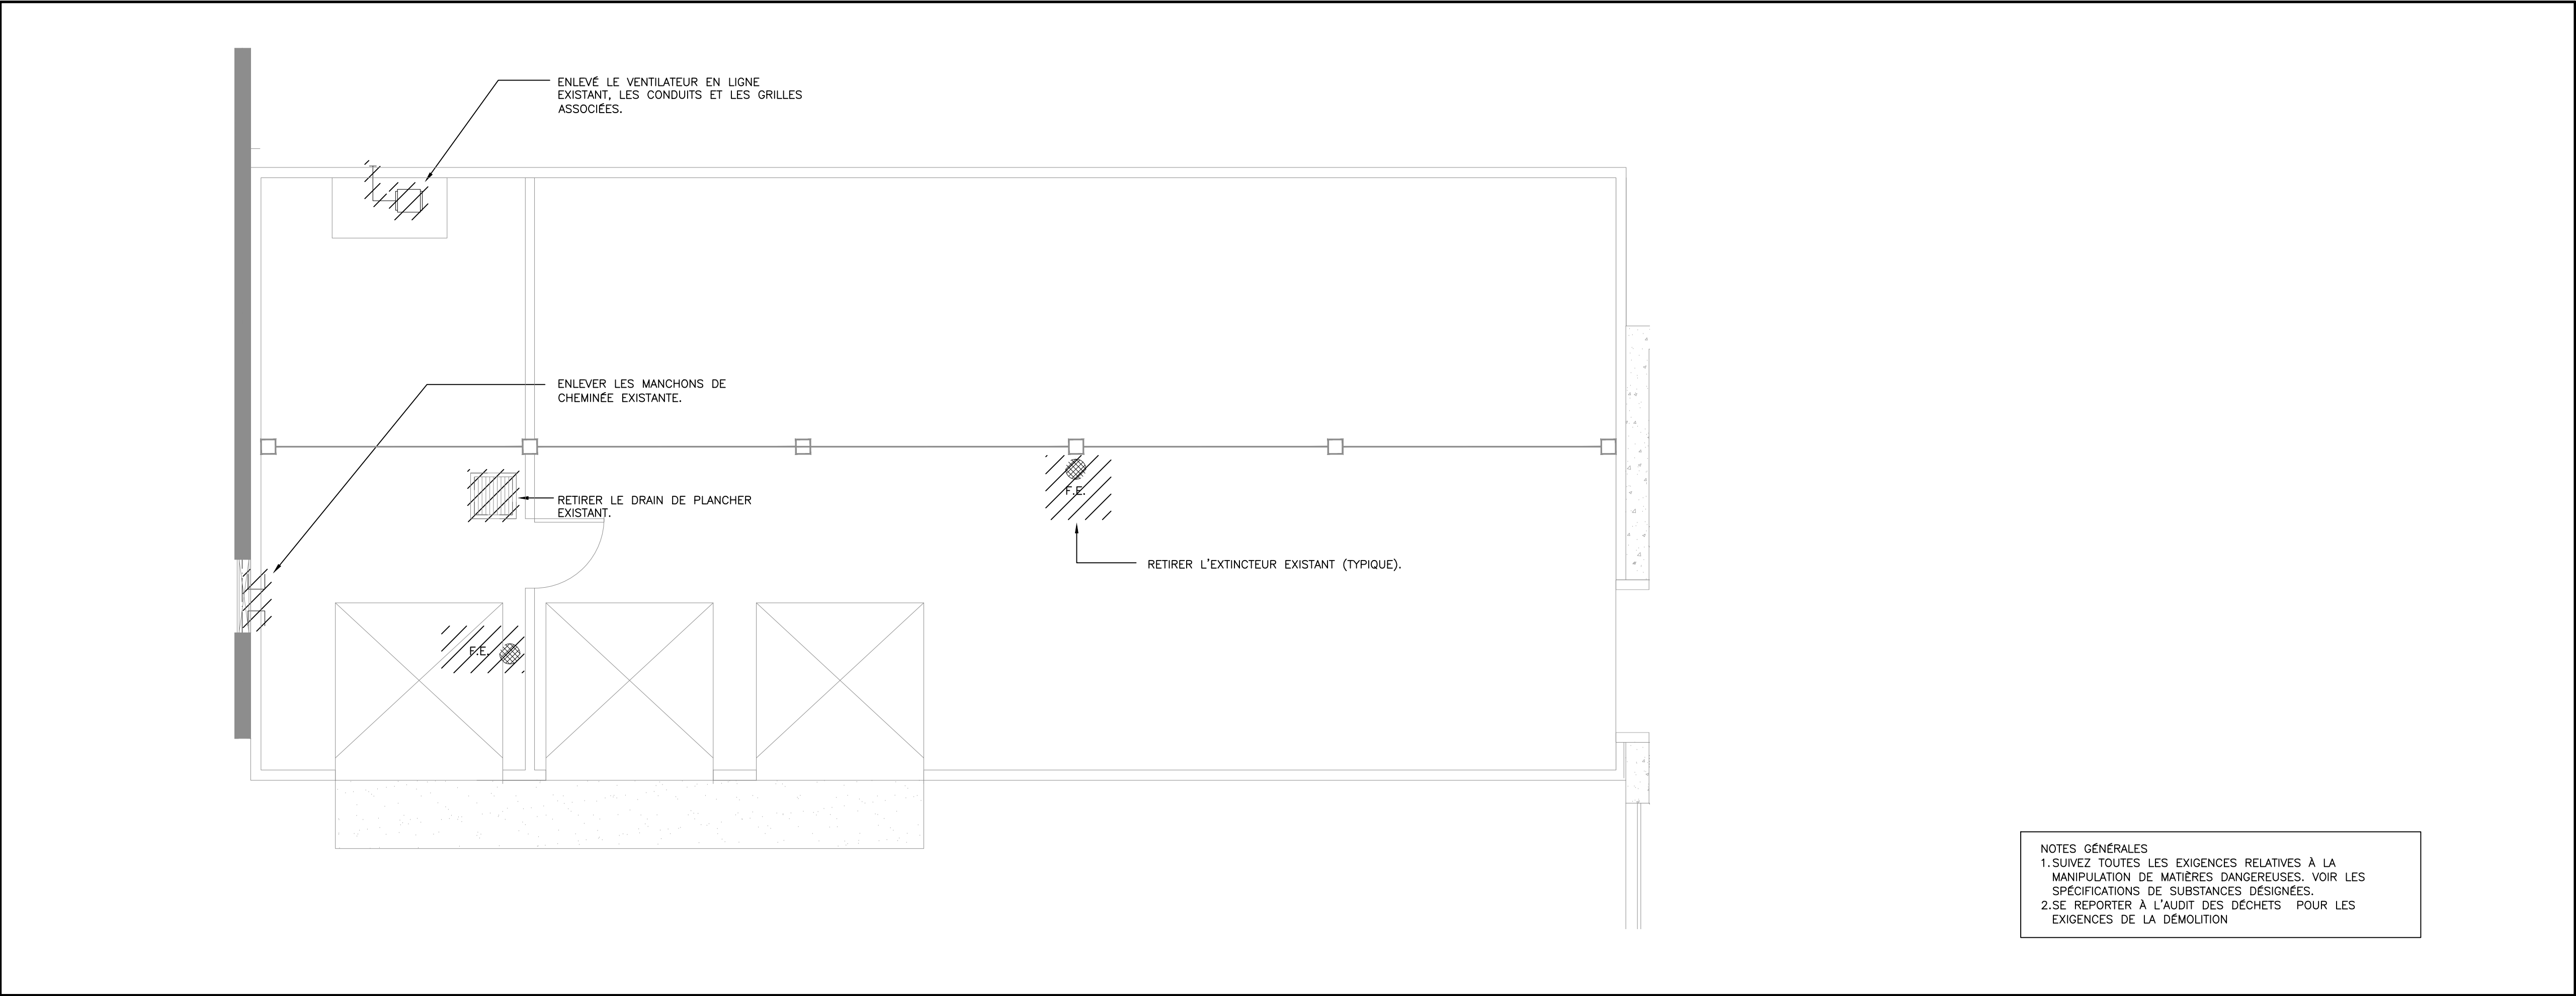 ENLEVÉ LE VENTILATEUR EN LIGNE
EXISTANT, LES CONDUITS ET LES GRILLES
ASSOCIÉES.
ENLEVER LES MANCHONS DE
CHEMINÉE EXISTANTE.
RETIRER LE DRAIN DE PLANCHER
EXISTANT.
F.E.
RETIRER L'EXTINCTEUR EXISTANT (TYPIQUE).
F.E.
NOTES GÉNÉRALES
1.SUIVEZ TOUTES LES EXIGENCES RELATIVES À LA
MANIPULATION DE MATIÈRES DANGEREUSES. VOIR LES
SPÉCIFICATIONS DE SUBSTANCES DÉSIGNÉES.
2.SE REPORTER À L'AUDIT DES DÉCHETS POUR LES
EXIGENCES DE LA DÉMOLITION